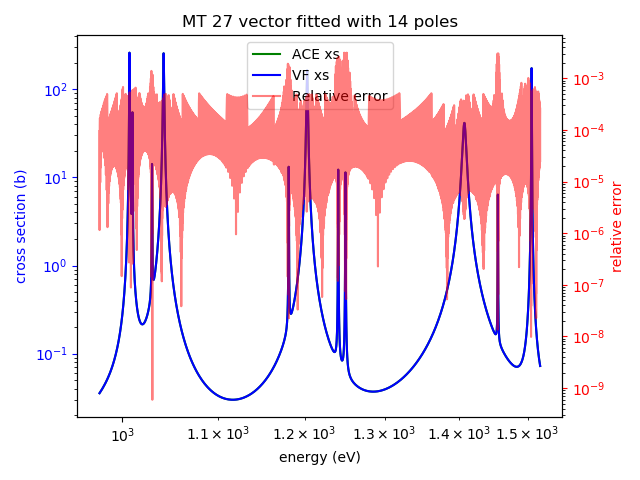 MT 27 vector fitted with 14 poles
ACE xs
VF xs
Relative error
cross section (b)
10²
10¹
10⁰
10⁻¹
relative error
10⁻³
10⁻⁴
10⁻⁵
10⁻⁶
10⁻⁷
10⁻⁸
10⁻⁹
10³ 1.1 × 10³ 1.2 × 10³ 1.3 × 10³ 1.4 × 10³ 1.5 × 10³
energy (eV)